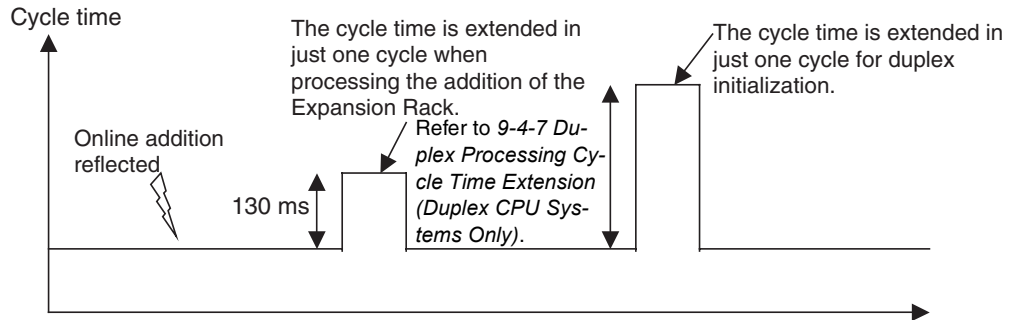 Cycle time
The cycle time is extended in
just one cycle when
processing the addition of the
Expansion Rack.
The cycle time is extended in
just one cycle for duplex
initialization.
Online addition
reflected
Refer to 9-4-7 Du-
plex Processing Cy-
cle Time Extension
(Duplex CPU Sys-
tems Only).
130 ms